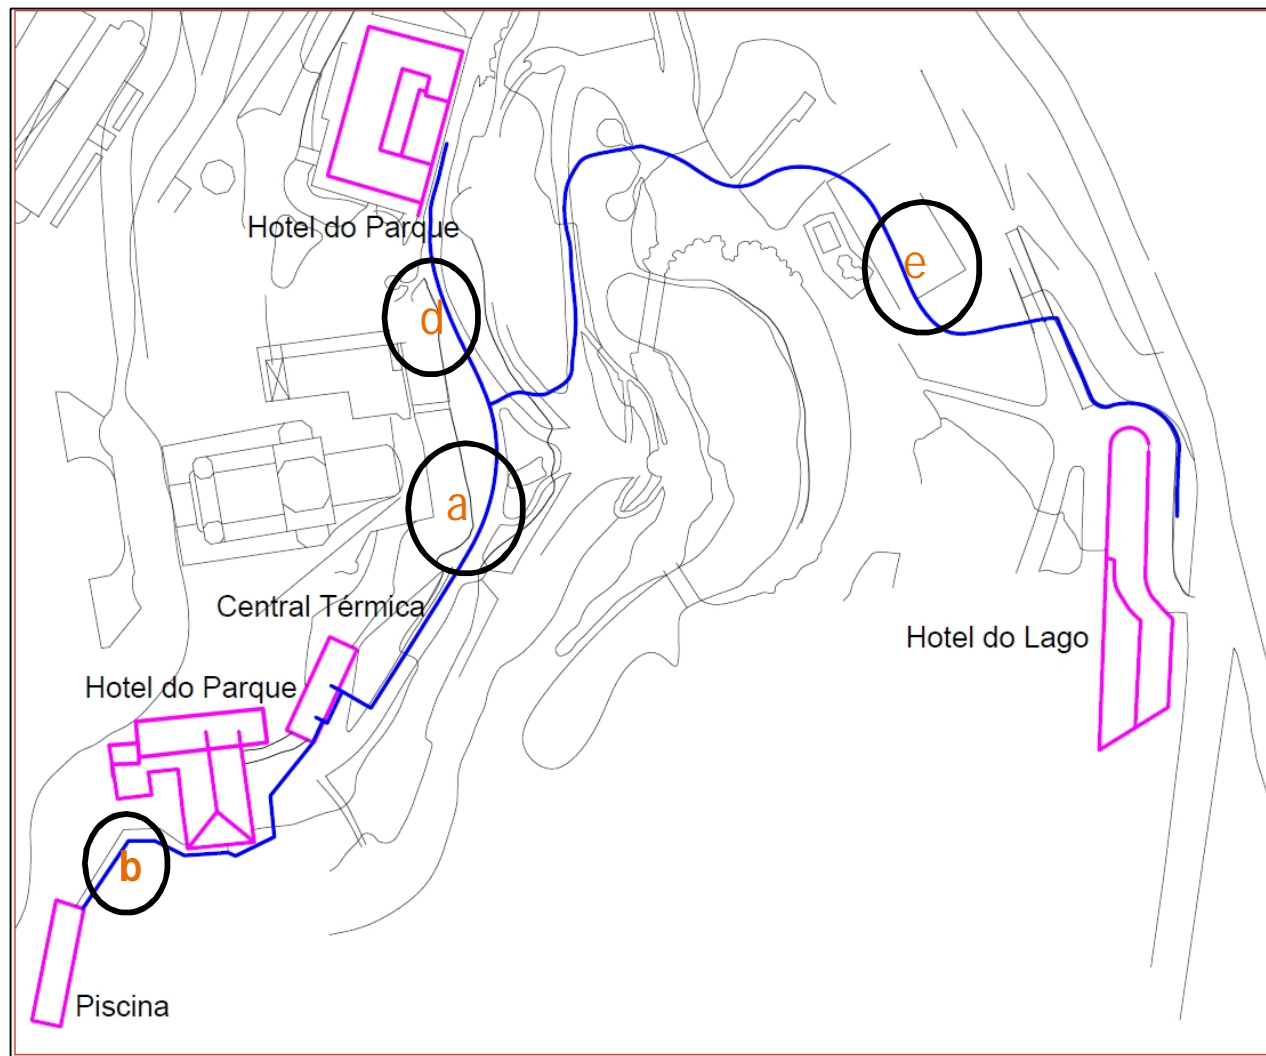 Hotel do Parque
e
d
a
Central Térmica
Hotel do Lago
Hotel do Parque
b
Piscina